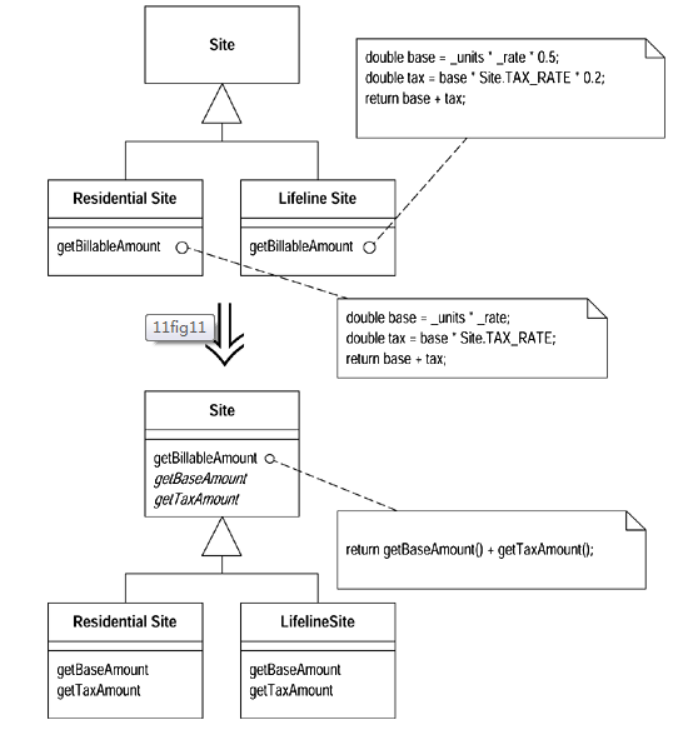 Site
double base = _units * _rate * 0.5;
double tax = base * Site.TAX_RATE * 0.2;
return base + tax;
Residential Site
getBillableAmount
Lifeline Site
getBillableAmount
double base = _units * _rate;
double tax = base * Site.TAX_RATE;
return base + tax;
11fig11
Site
getBillableAmount
getBaseAmount
getTaxAmount
return getBaseAmount() + getTaxAmount();
Residential Site
getBaseAmount
getTaxAmount
LifelineSite
getBaseAmount
getTaxAmount